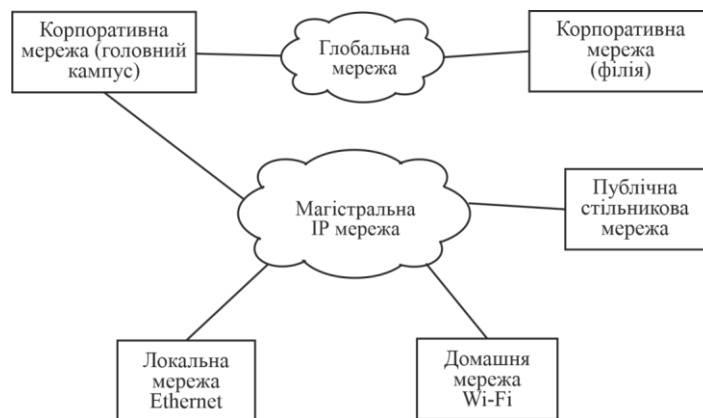 Корпоративна
мережа (головний
кампус)
Глобальна
мережа
Корпоративна
мережа
(філія)
Магістральна
IP мережа
Публічна
стільникова
мережа
Локальна
мережа
Ethernet
Домашня
мережа
Wi-Fi